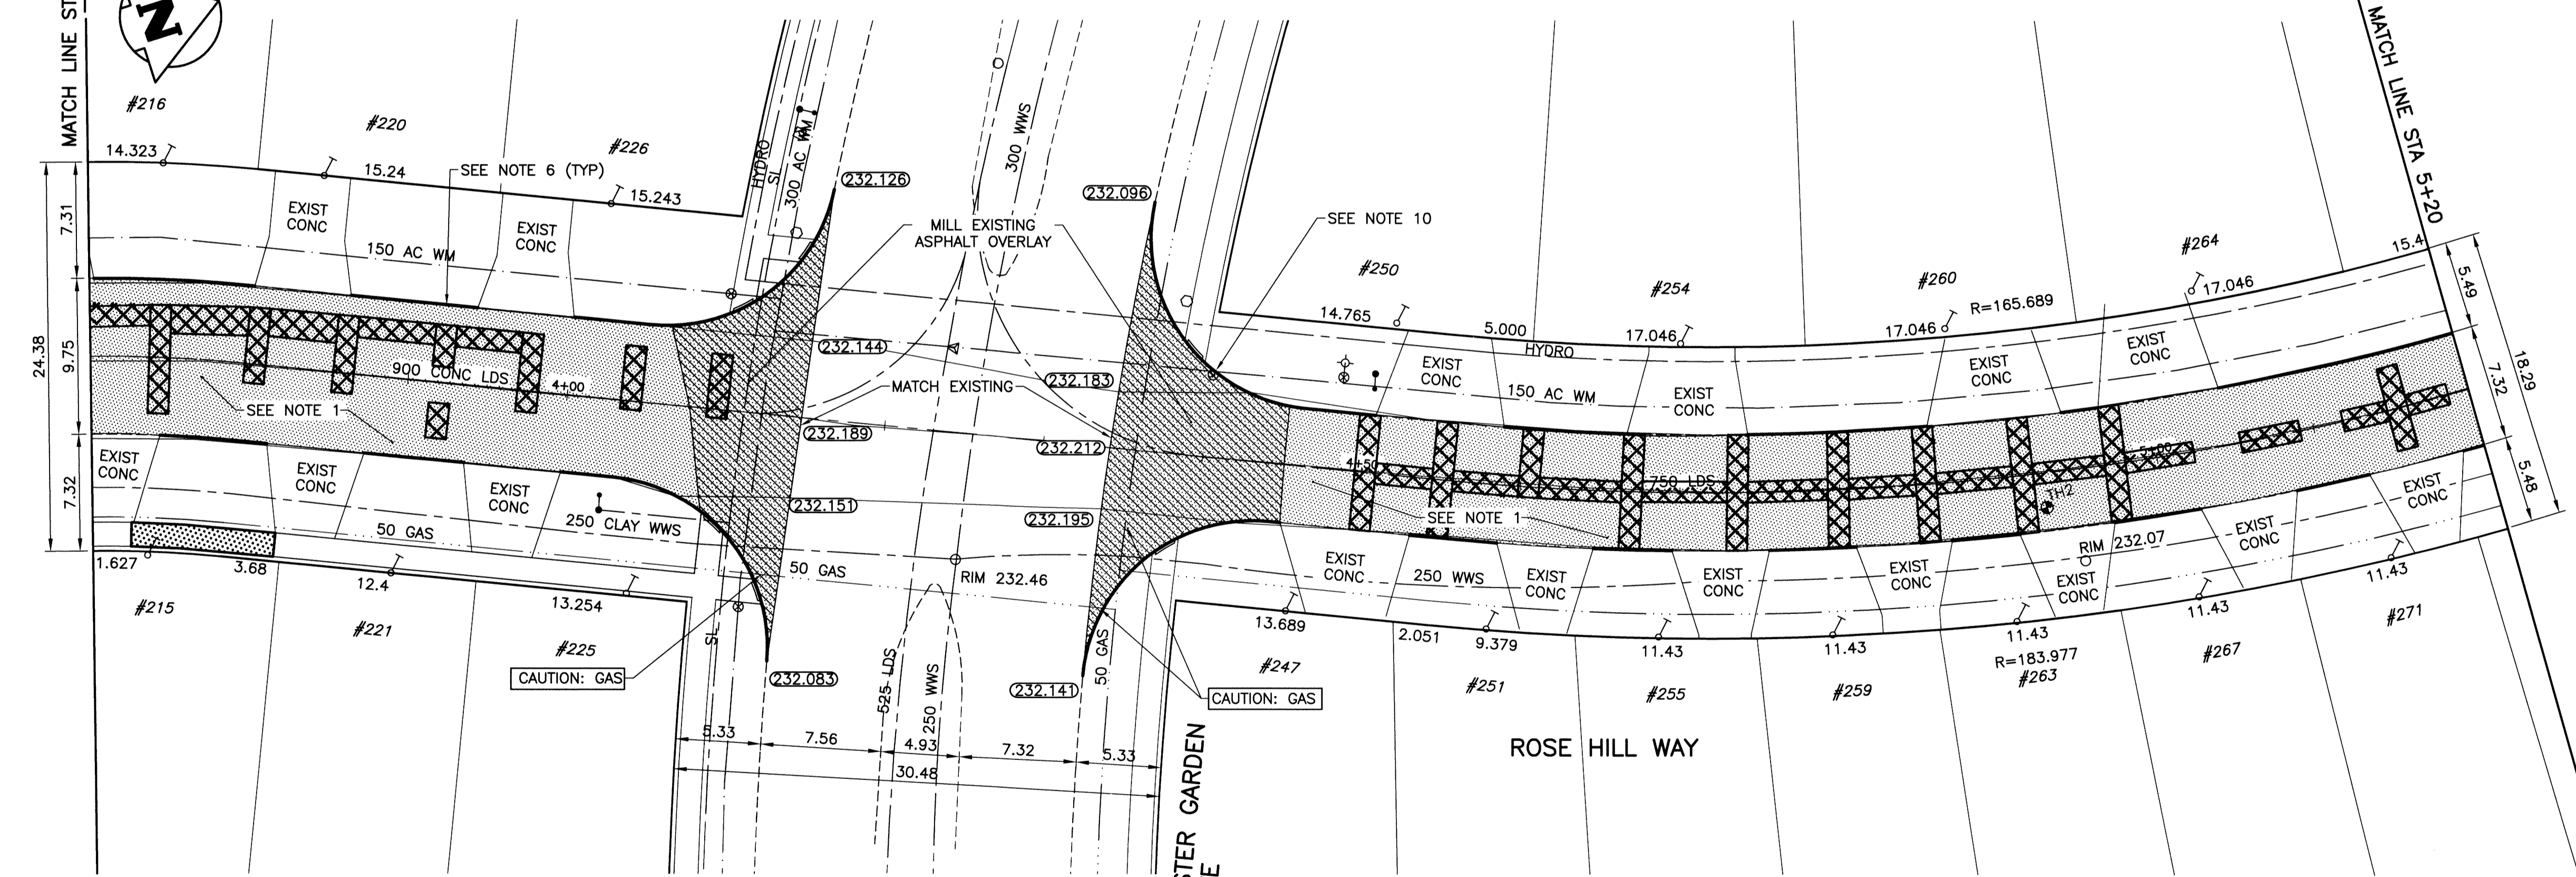 N
MATCH LINE ST
MATCH LINE STA 5+20
#216
#220
#226
14.323
15.24
15.243
SEE NOTE 6 (TYP)
EXIST
CONC
EXIST
CONC
150 AC WM
24.38
7.31
9.75
7.32
900 CONC LDS
4+00
SEE NOTE 1
EXIST
CONC
EXIST
CONC
EXIST
CONC
250 CLAY WWS
50 GAS
1.627
3.68
12.4
13.254
#215
#221
#225
CAUTION: GAS
HYDRO
SL
300 AC WM
300 WWS
232.126
232.096
MILL EXISTING
ASPHALT OVERLAY
232.144
232.183
MATCH EXISTING
232.189
232.212
232.151
232.195
50 GAS
RIM 232.46
232.083
232.141
SL
525 LDS
250 WWS
50 GAS
5.33
7.56
4.93
7.32
5.33
30.48
CAUTION: GAS
STER GARDEN
E
SEE NOTE 10
#250
#254
#260
#264
14.765
5.000
17.046
17.046
R=165.689
17.046
15.4
HYDRO
150 AC WM
EXIST
CONC
EXIST
CONC
EXIST
CONC
EXIST
CONC
5.49
7.32
18.29
5.48
4+50
750 LDS
5+00
TH2
SEE NOTE 1
RIM 232.07
EXIST
CONC
250 WWS
EXIST
CONC
EXIST
CONC
EXIST
CONC
EXIST
CONC
EXIST
CONC
EXIST
CONC
13.689
2.051
9.379
11.43
11.43
11.43
11.43
11.43
R=183.977
#247
#251
#255
#259
#263
#267
#271
ROSE HILL WAY